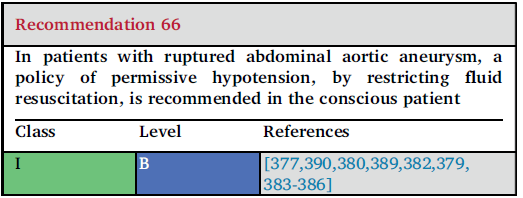 Recommendation 66
In patients with ruptured abdominal aortic aneurysm, a
policy of permissive hypotension, by restricting fluid
resuscitation, is recommended in the conscious patient
Class Level References
I B [377,390,380,389,382,379,
383-386]